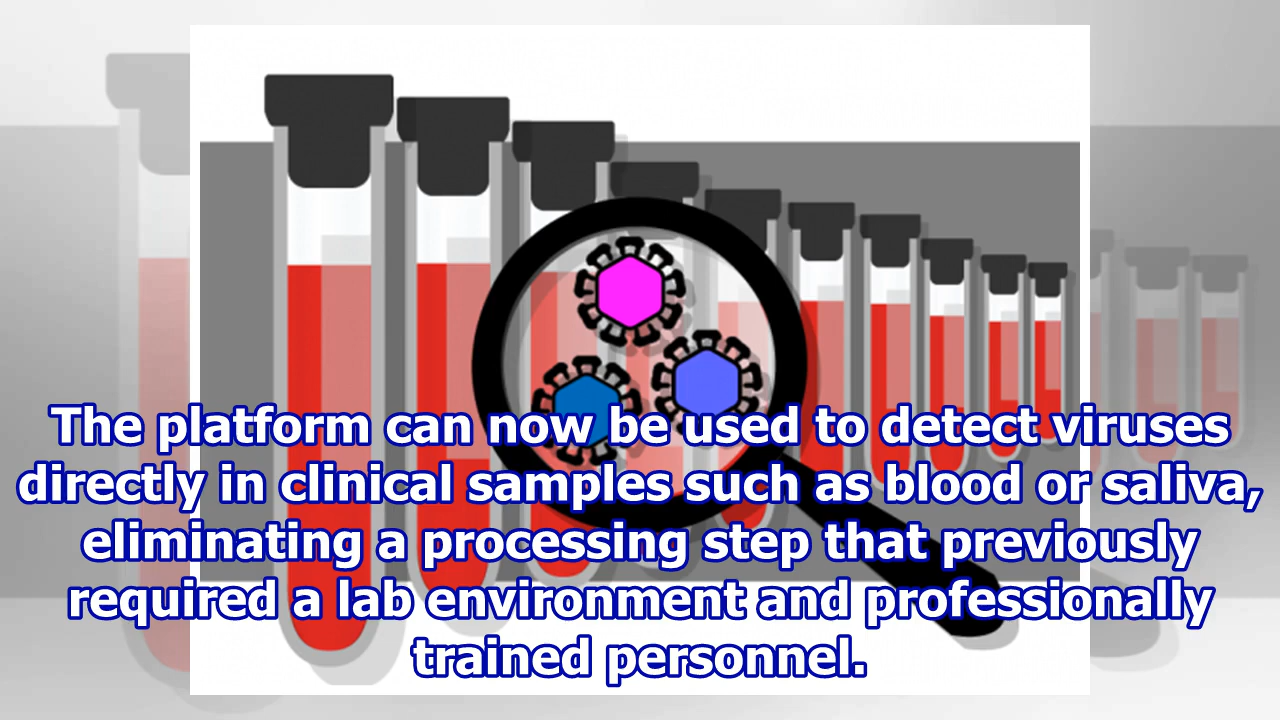 The platform can now be used to detect viruses
directly in clinical samples such as blood or saliva,
eliminating a processing step that previously
required a lab environment and professionally
trained personnel.